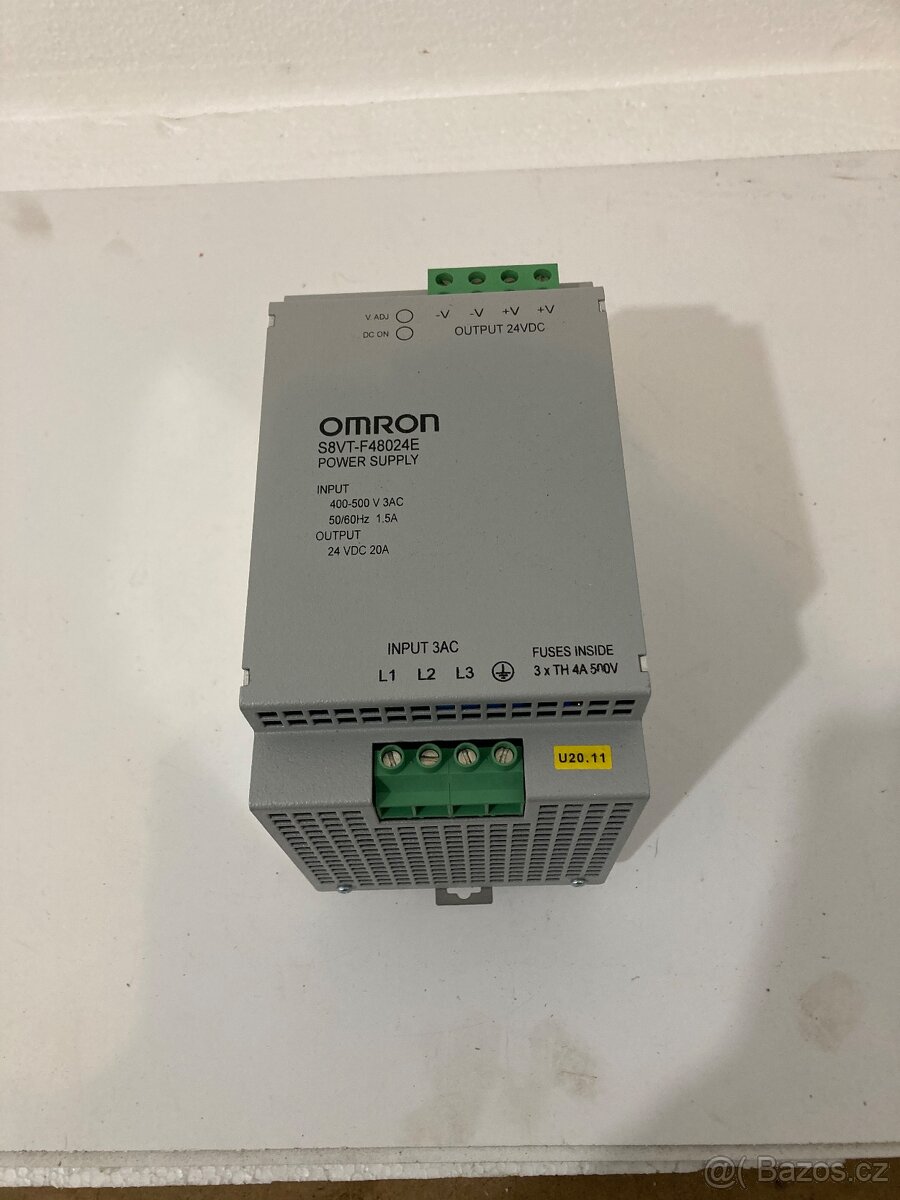 -V -V +V +V
V. ADJ
DC ON
OUTPUT 24VDC
OMRON
S8VT-F48024E
POWER SUPPLY
INPUT
400-500 V 3AC
50/60Hz 1.5A
OUTPUT
24 VDC 20A
INPUT 3AC
L1 L2 L3
FUSES INSIDE
3 x TH 4A 500V
U20.11
@( Bazos.cz